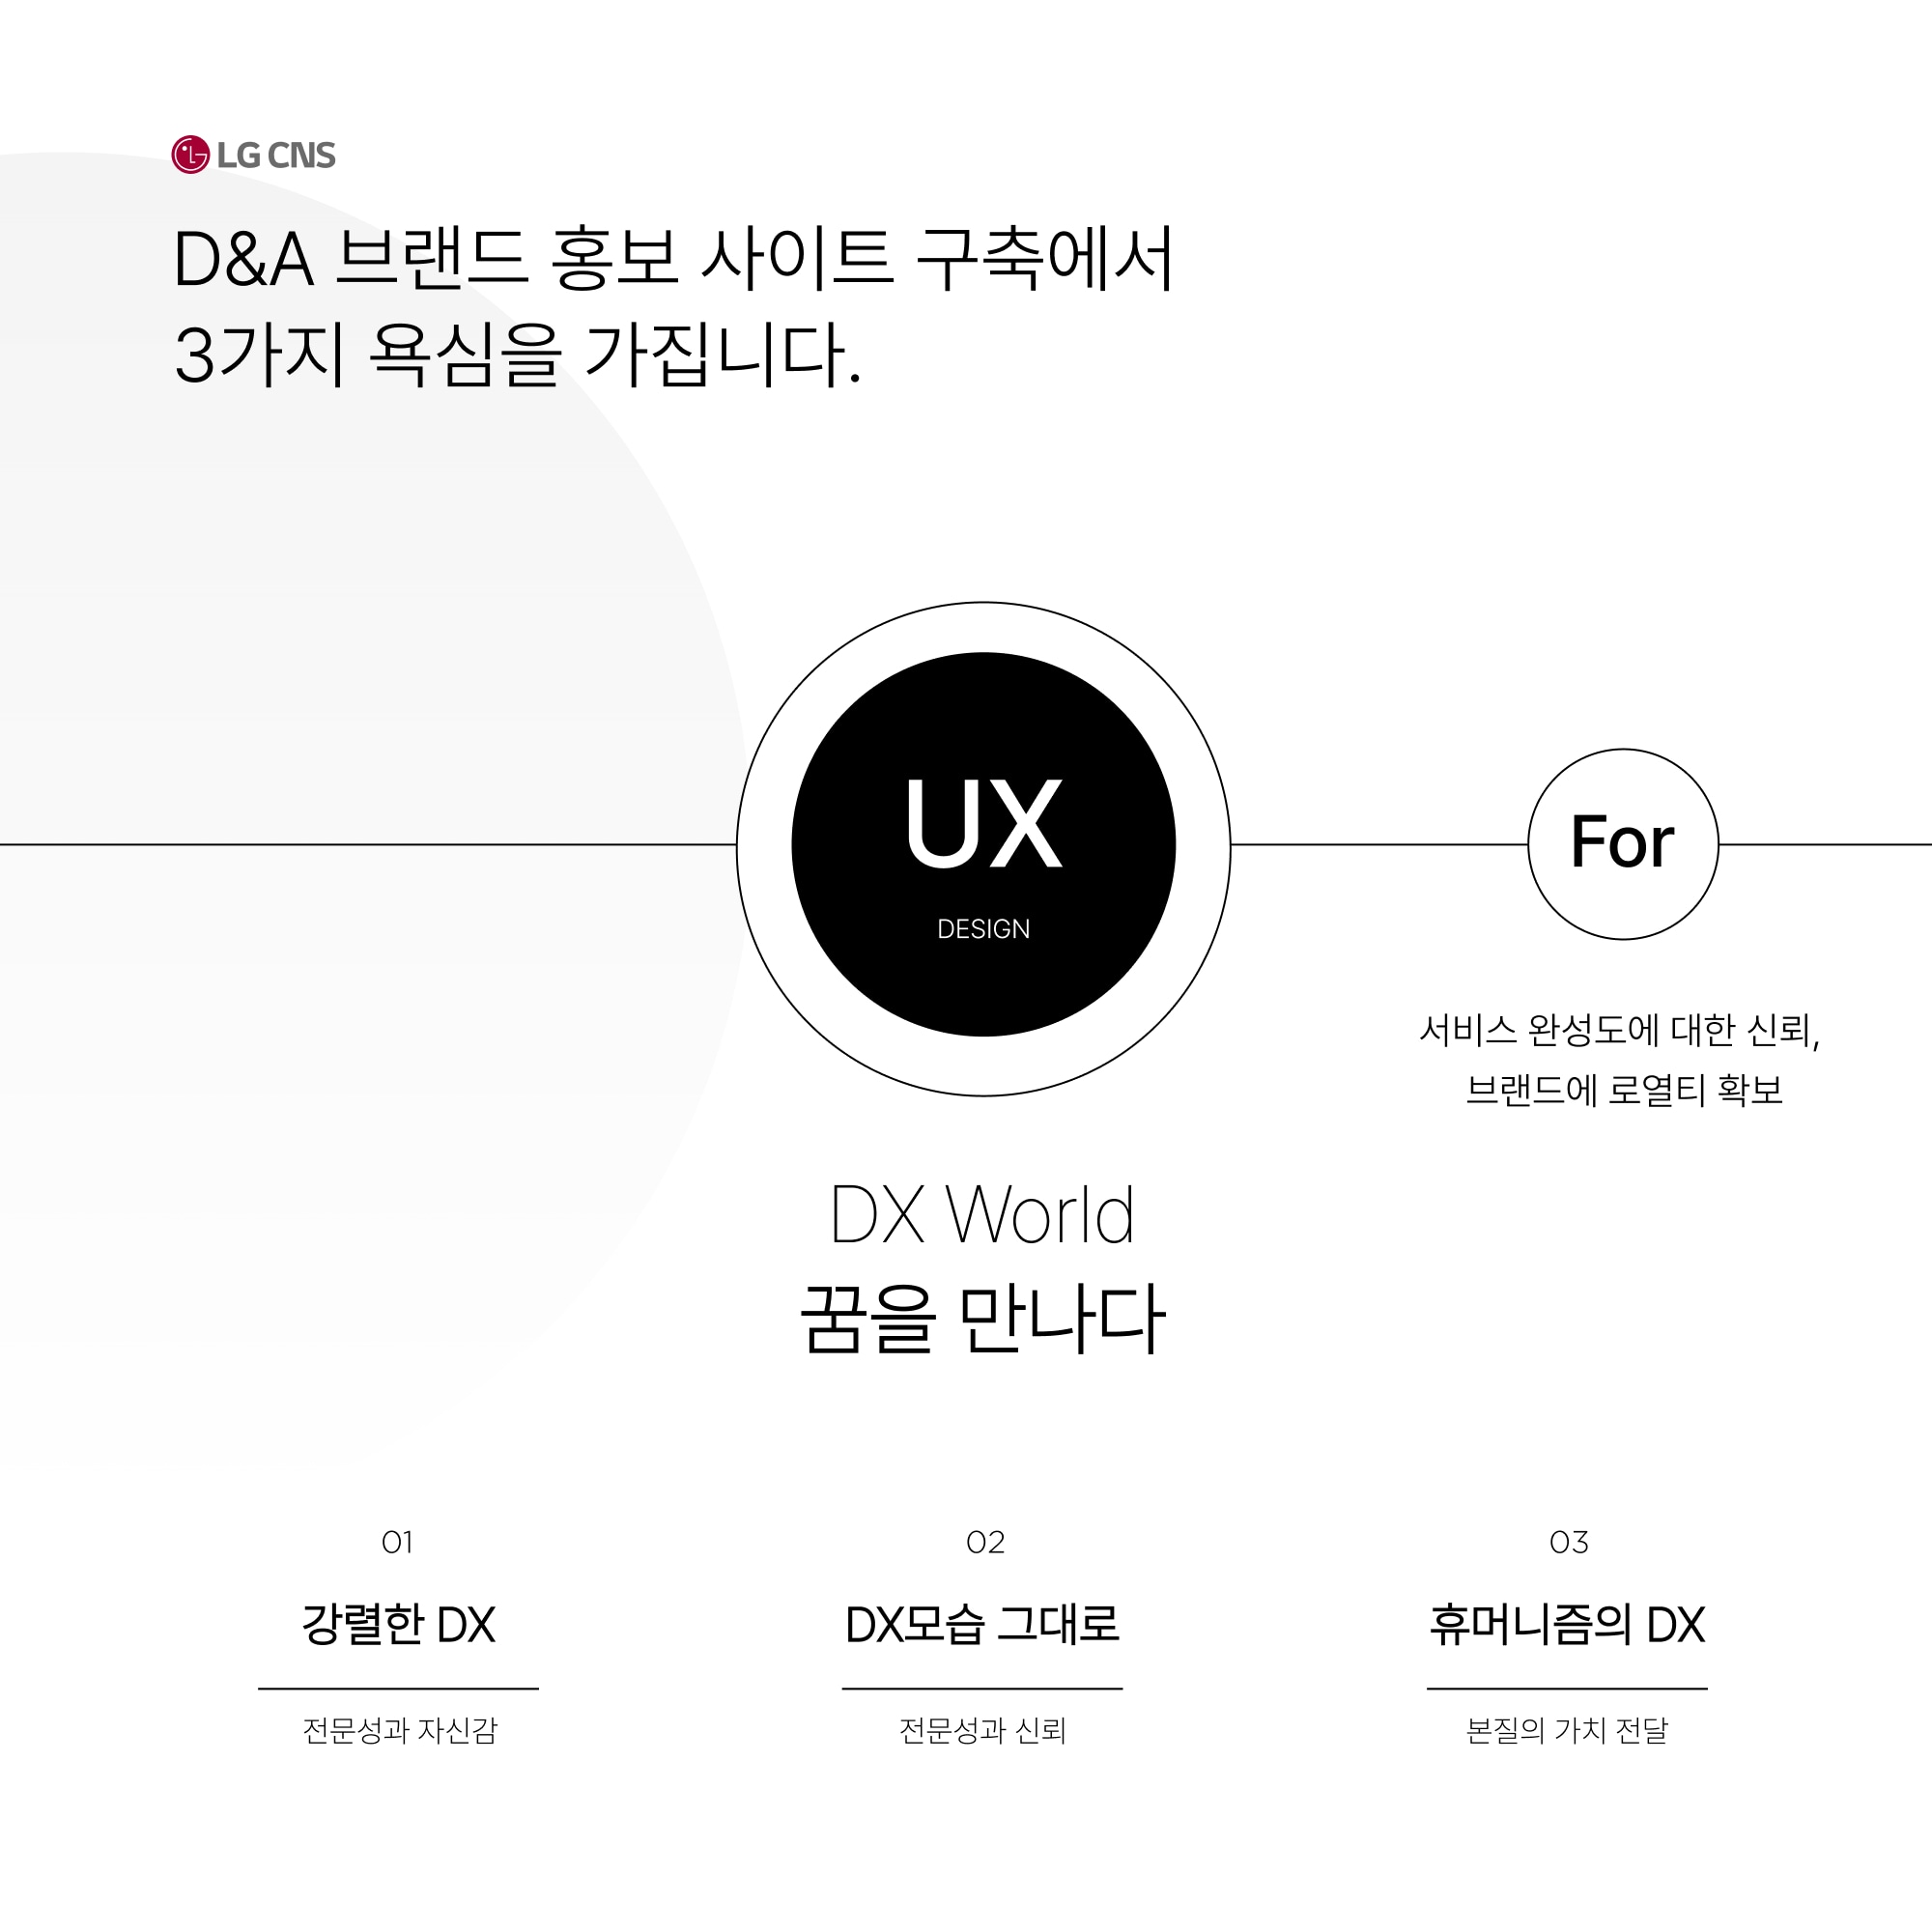 LG CNS
D&A 브랜드 홍보 사이트 구축에서
3가지 욕심을 가집니다.
UX
DESIGN
For
서비스 완성도에 대한 신뢰,
브랜드에 로열티 확보
DX World
꿈을 만나다
01
강렬한 DX
전문성과 자신감
02
DX모습 그대로
전문성과 신뢰
03
휴머니즘의 DX
본질의 가치 전달